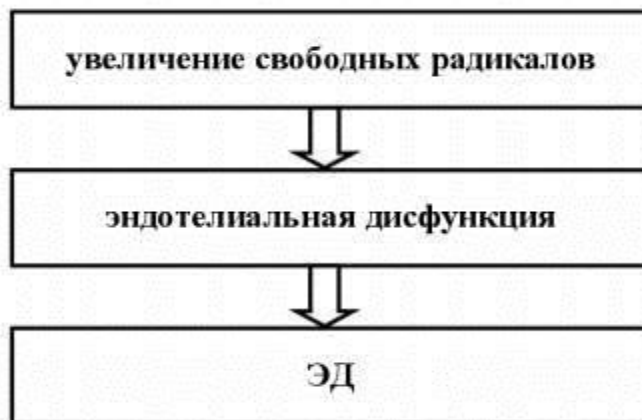 увеличение свободных радикалов
эндотелиальная дисфункция
ЭД